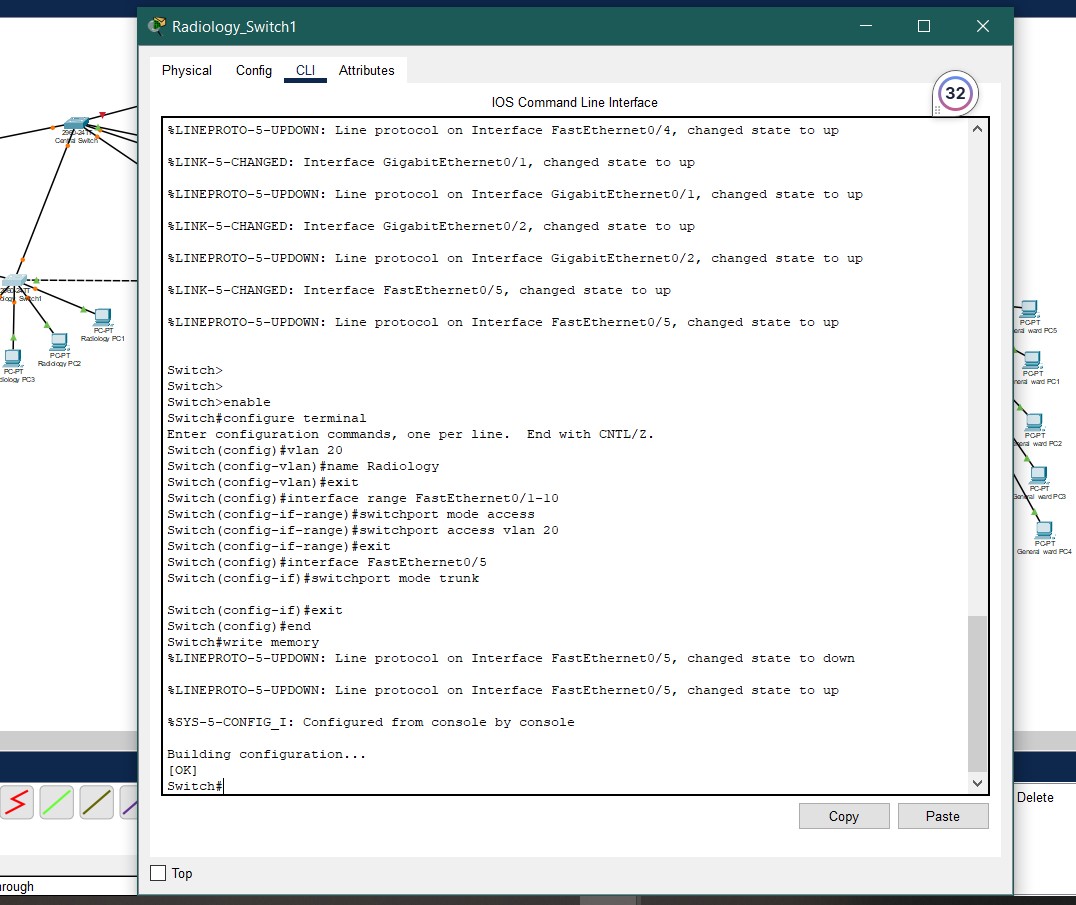 Radiology_Switch1
Physical
Config
CLI
Attributes
32
IOS Command Line Interface
%LINEPROTO-5-UPDOWN: Line protocol on Interface FastEthernet0/4, changed state to up
%LINK-5-CHANGED: Interface GigabitEthernet0/1, changed state to up
%LINEPROTO-5-UPDOWN: Line protocol on Interface GigabitEthernet0/1, changed state to up
%LINK-5-CHANGED: Interface GigabitEthernet0/2, changed state to up
%LINEPROTO-5-UPDOWN: Line protocol on Interface GigabitEthernet0/2, changed state to up
%LINK-5-CHANGED: Interface FastEthernet0/5, changed state to up
%LINEPROTO-5-UPDOWN: Line protocol on Interface FastEthernet0/5, changed state to up
Switch>
Switch>
Switch>enable
Switch#configure terminal
Enter configuration commands, one per line.  End with CNTL/Z.
Switch(config)#vlan 20
Switch(config-vlan)#name Radiology
Switch(config-vlan)#exit
Switch(config)#interface range FastEthernet0/1-10
Switch(config-if-range)#switchport mode access
Switch(config-if-range)#switchport access vlan 20
Switch(config-if-range)#exit
Switch(config)#interface FastEthernet0/5
Switch(config-if)#switchport mode trunk
Switch(config-if)#exit
Switch(config)#end
Switch#write memory
%LINEPROTO-5-UPDOWN: Line protocol on Interface FastEthernet0/5, changed state to down
%LINEPROTO-5-UPDOWN: Line protocol on Interface FastEthernet0/5, changed state to up
%SYS-5-CONFIG_I: Configured from console by console
Building configuration...
[OK]
Switch#
Copy
Paste
Top
2960-24TT
Central Switch
PC-PT
Radiology PC1
PC-PT
Radiology PC2
PC-PT
diology PC3
PC-PT
eral ward PC5
PC-PT
neral ward PC1
PC-PT
neral ward PC2
PC-PT
General ward PC3
PC-PT
General ward PC4
Delete
rough